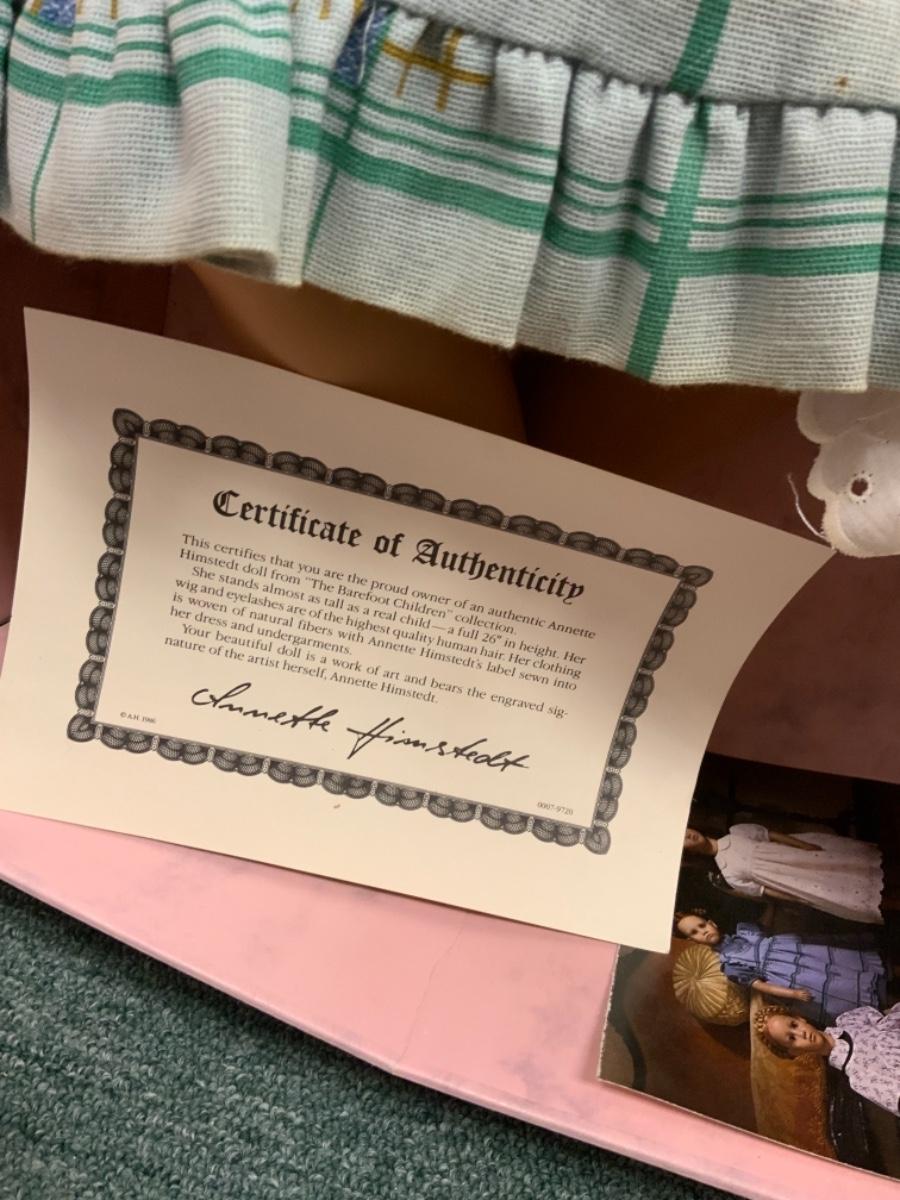 Certificate of Authenticity
This certifies that you are the proud owner of an authentic Annette
Himstedt doll from "The Barefoot Children" collection.
She stands almost as tall as a real child—a full 26" in height. Her
wig and eyelashes are of the highest quality human hair. Her clothing
is woven of natural fibers with Annette Himstedt's label sewn into
her dress and undergarments.
Your beautiful doll is a work of art and bears the engraved sig-
nature of the artist herself, Annette Himstedt.
Annette Himstedt
© A.H. 1986
0007-9720